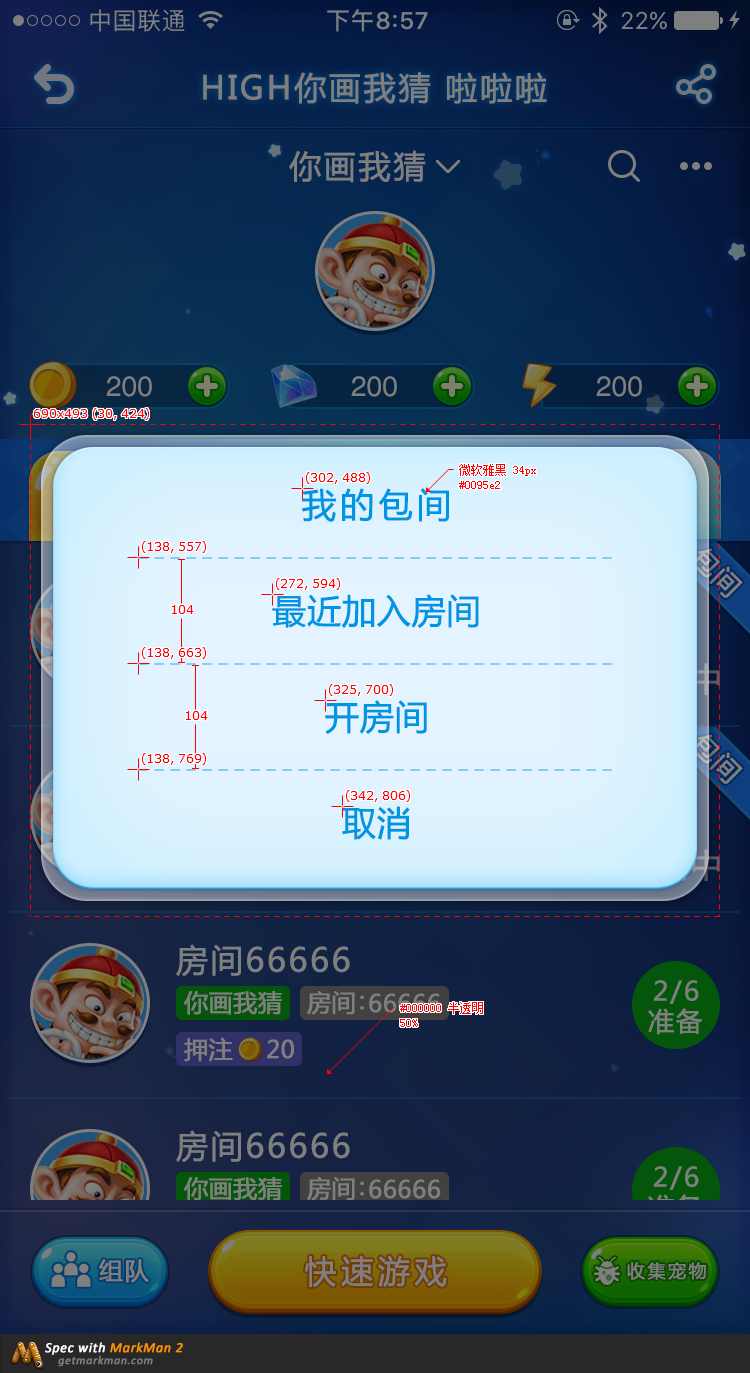 中国联通 下午8:57 22%
HIGH你画我猜 啦啦啦
你画我猜
200 200 200
690x493 (30, 424)
(302, 488)
微软雅黑 34px
#0095e2
我的包间
(138, 557)
包间
(272, 594)
104
最近加入房间
(138, 663)
中
(325, 700)
104
开房间
(138, 769)
包间
(342, 806)
取消
中
房间66666
你画我猜 房间:66666
#000000 半透明
50%
2/6
准备
押注 20
房间66666
你画我猜 房间:66666
2/6
准备
组队 快速游戏 收集宠物
Spec with MarkMan 2
getmarkman.com